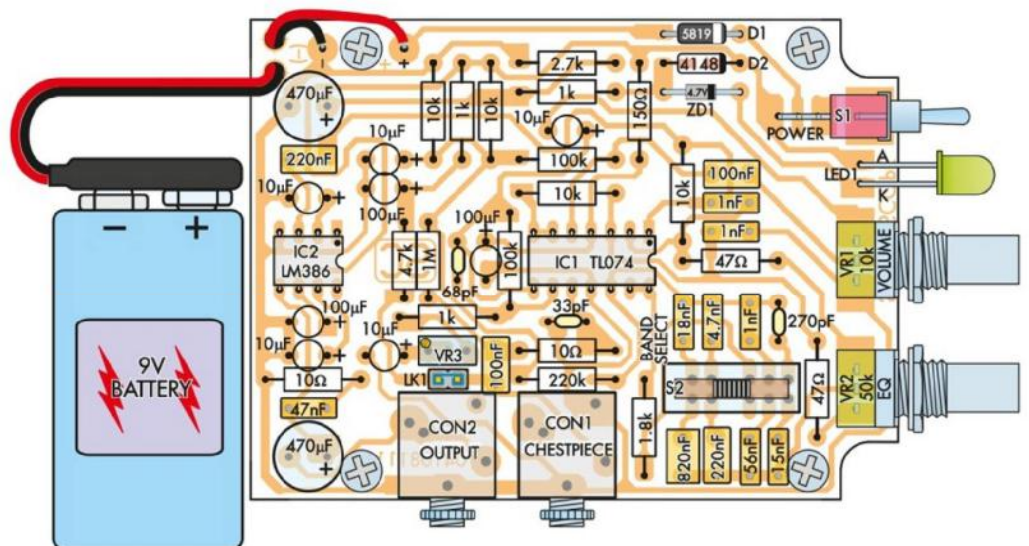 5819
D1
4148
D2
4.7V
ZD1
2.7k
1k
150Ω
470µF
+
10k
1k
10k
10µF
+
S1
POWER
220nF
10µF
+
100k
A
LED1
K
10µF
+
+
100µF
10k
10k
100nF
1nF
1nF
100µF
+
IC2
LM386
4.7k
1M
68pF
100k
IC1 TL074
47Ω
VR1
10k
VOLUME
100µF
+
1k
33pF
18nF
4.7nF
1nF
270pF
10µF
+
10µF
+
VR3
100nF
10Ω
BAND
SELECT
10Ω
LK1
220k
S2
47Ω
VR2
50k
EQ
47nF
470µF
+
CON2
OUTPUT
CON1
CHESTPIECE
1.8k
820nF
220nF
56nF
15nF
− +
9V
BATTERY
− +